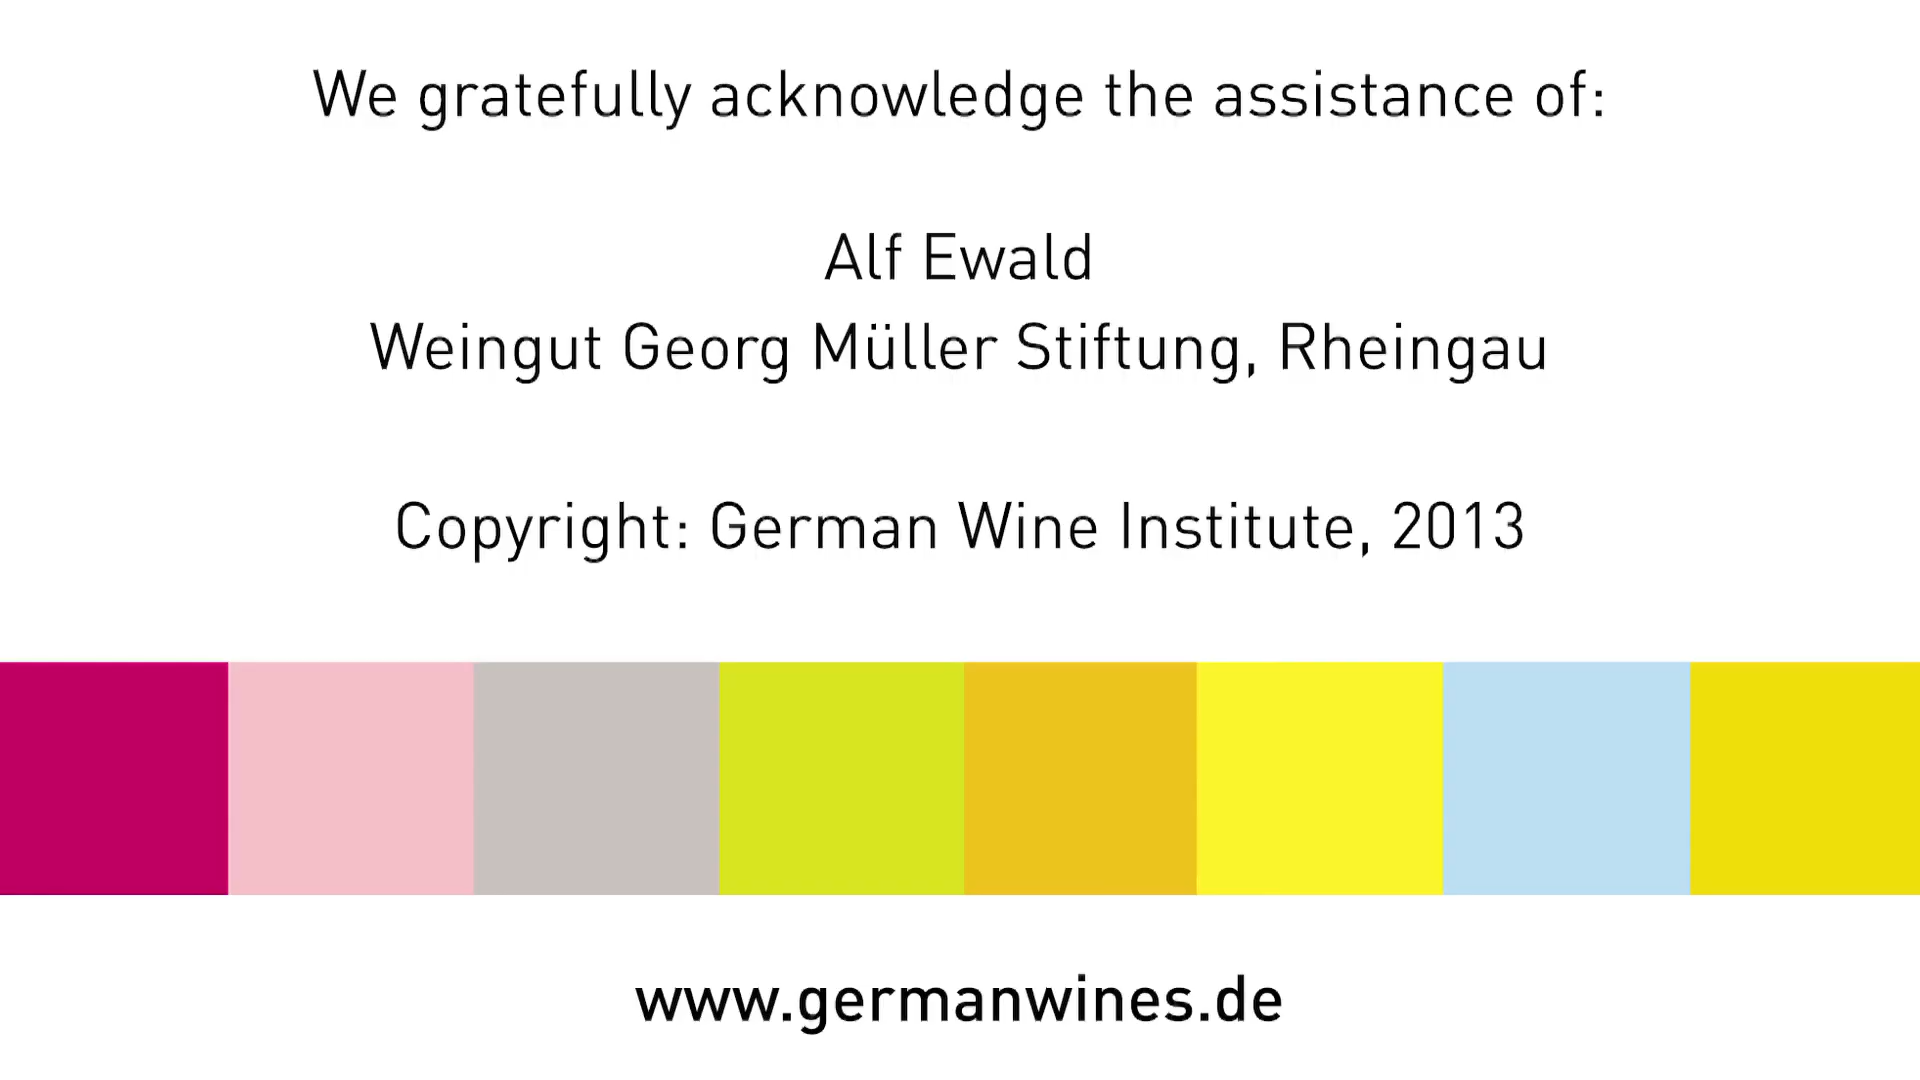 We gratefully acknowledge the assistance of:
Alf Ewald
Weingut Georg Müller Stiftung, Rheingau
Copyright: German Wine Institute, 2013
www.germanwines.de